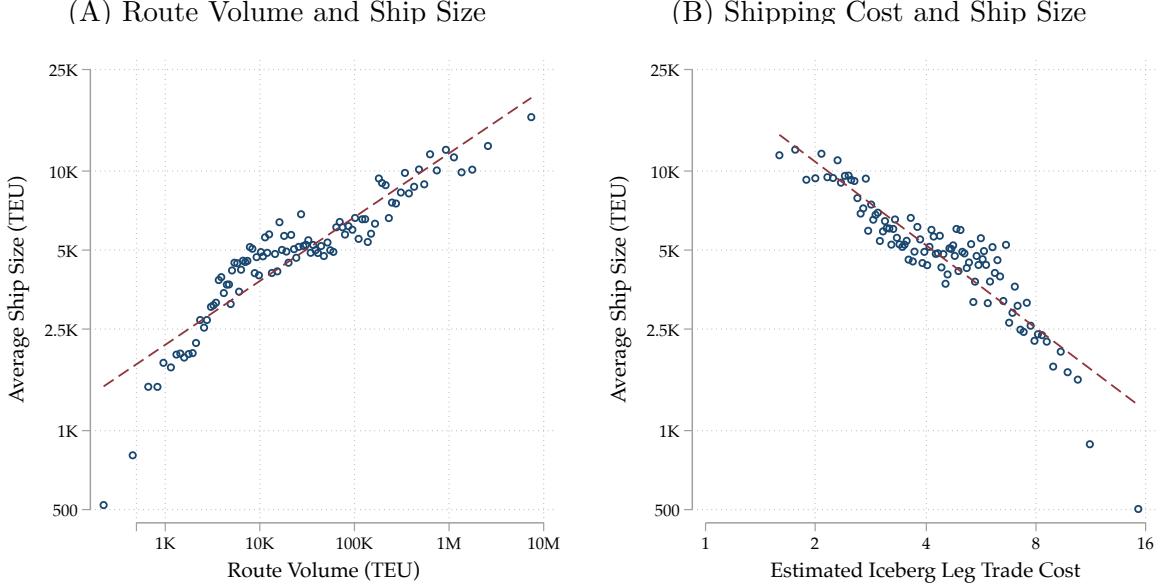 (A) Route Volume and Ship Size
(B) Shipping Cost and Ship Size
Average Ship Size (TEU)
25K
10K
5K
2.5K
1K
500
1K
10K
100K
1M
10M
Route Volume (TEU)
Average Ship Size (TEU)
25K
10K
5K
2.5K
1K
500
1
2
4
8
16
Estimated Iceberg Leg Trade Cost